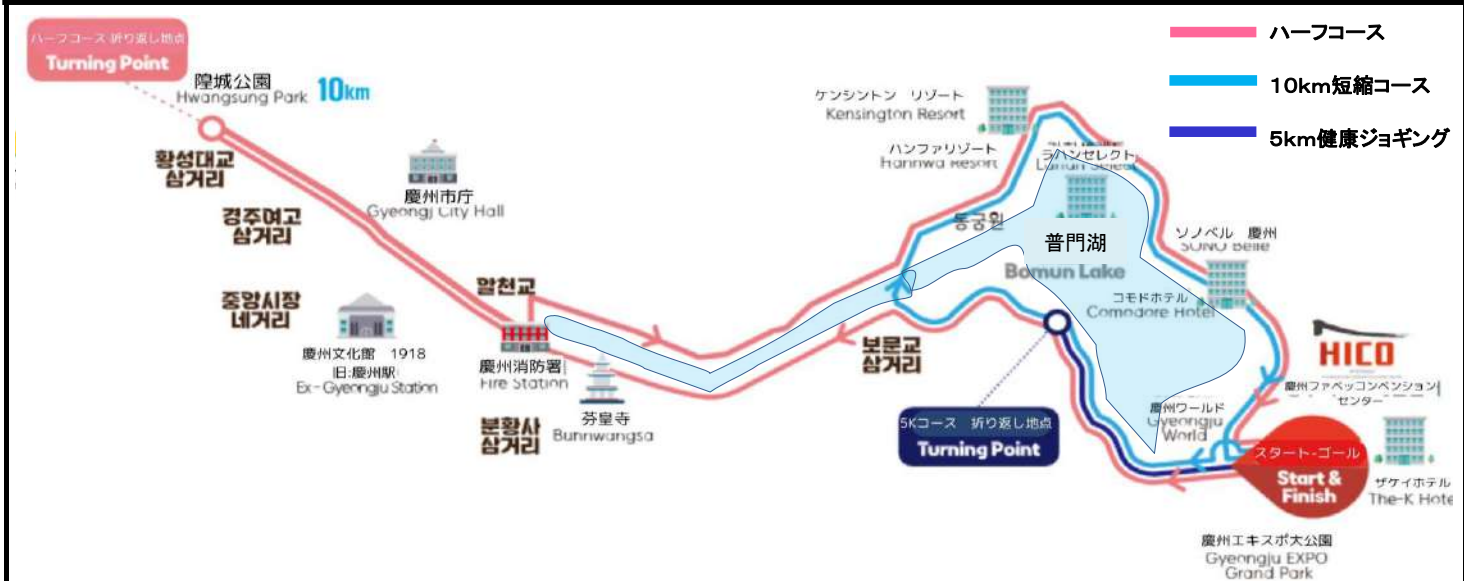 ハーフコース 折り返し地点
Turning Point
隍城公園
Hwangsung Park
10km
황성대교
삼거리
경주여고
삼거리
慶州市庁
Gyeongj City Hall
중앙시장
네거리
慶州文化館 1918
旧:慶州駅
Ex-Gyeongju Station
알천교
慶州消防署
Fire Station
분황사
삼거리
芬皇寺
Bunhwangsa
보문교
삼거리
ケンシントン リゾート
Kensington Resort
ハンファリゾート
Hanhwa Resort
ラハンセレクト
동궁원
普門湖
Bomun Lake
ソノベル 慶州
SONO Belle
コモドホテル
Comodore Hotel
HICO
慶州ファベッコンベンション
センター
慶州ワールド
Gyeongju
World
5Kコース 折り返し地点
Turning Point
スタート-ゴール
Start &
Finish
ザケイホテル
The-K Hote
慶州エキスポ大公園
Gyeongju EXPO
Grand Park
ハーフコース
10km短縮コース
5km健康ジョギング